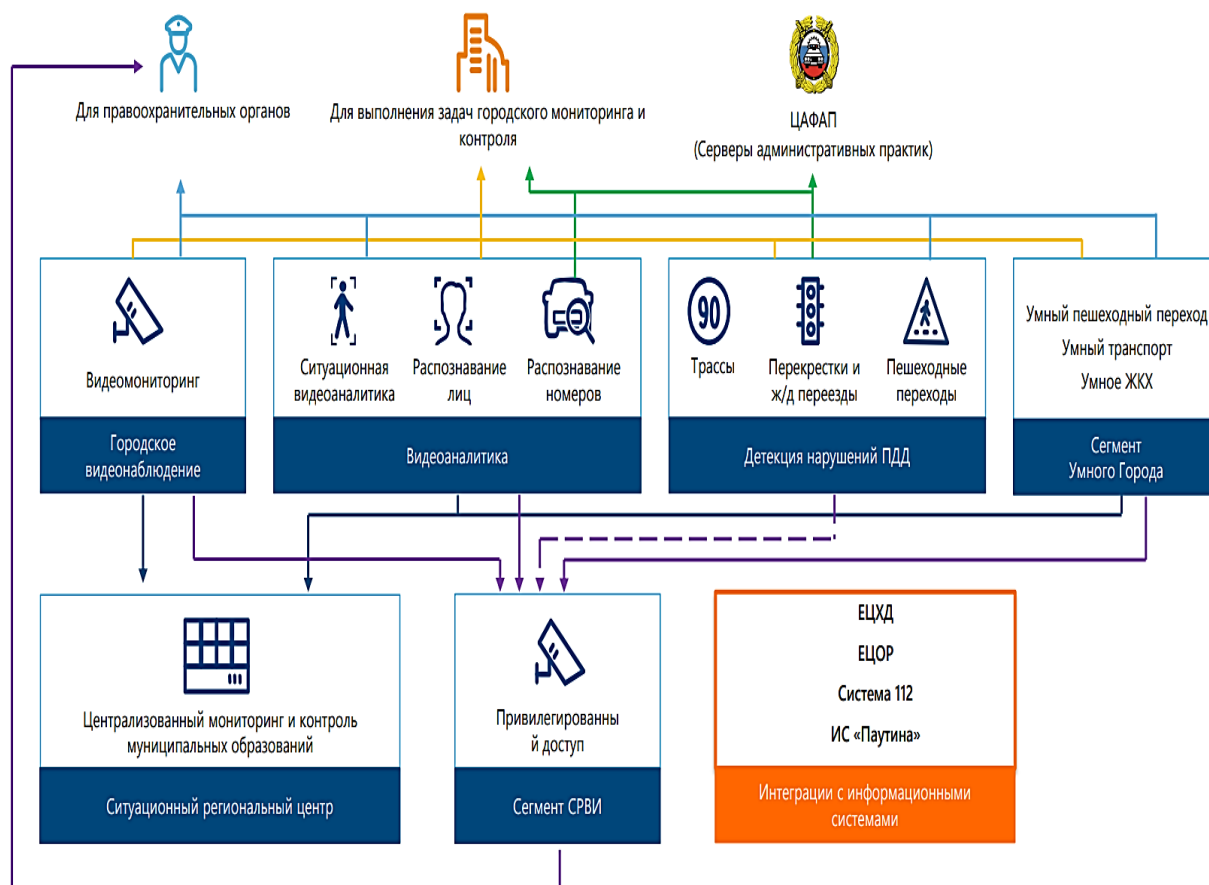 Для правоохранительных органов
Для выполнения задач городского мониторинга и
контроля
ЦАФАП
(Серверы административных практик)
Видеомониторинг
Городское
видеонаблюдение
Ситуационная
видеоаналитика
Распознавание
лиц
Распознавание
номеров
Видеоаналитика
90
Трассы
Перекрестки и
ж/д переезды
Пешеходные
переходы
Детекция нарушений ПДД
Умный пешеходный переход
Умный транспорт
Умное ЖКХ
Сегмент
Умного Города
Централизованный мониторинг и контроль
муниципальных образований
Ситуационный региональный центр
Привилегированны
й доступ
Сегмент СРВИ
ЕЦХД
ЕЦОР
Система 112
ИС «Паутина»
Интеграции с информационными
системами